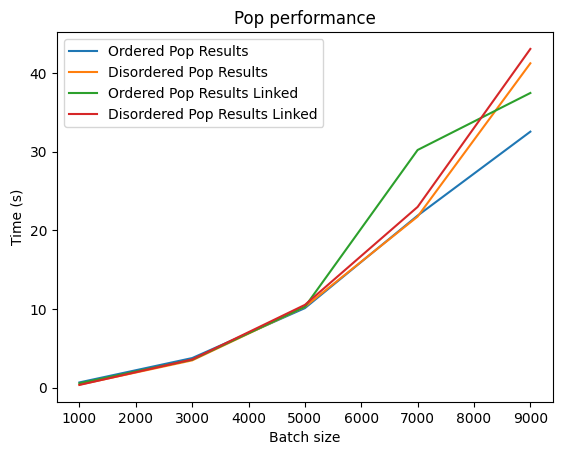 Pop performance
Ordered Pop Results
Disordered Pop Results
Ordered Pop Results Linked
Disordered Pop Results Linked
Time (s)
40
30
20
10
0
1000 2000 3000 4000 5000 6000 7000 8000 9000
Batch size